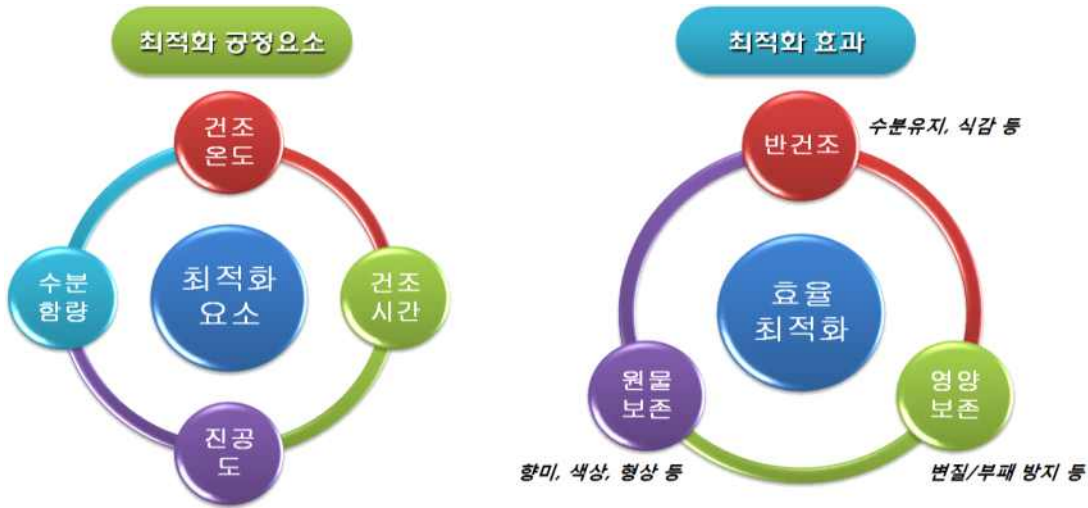 최적화 긍정요소
건조
온도
수분
함량
최적화
요소
건조
시간
진공
도
최적화 효과
반건조
수분유지, 식감 등
효율
최적화
원물
보존
영양
보존
향미, 색상, 형상 등
변질/부패 방지 등